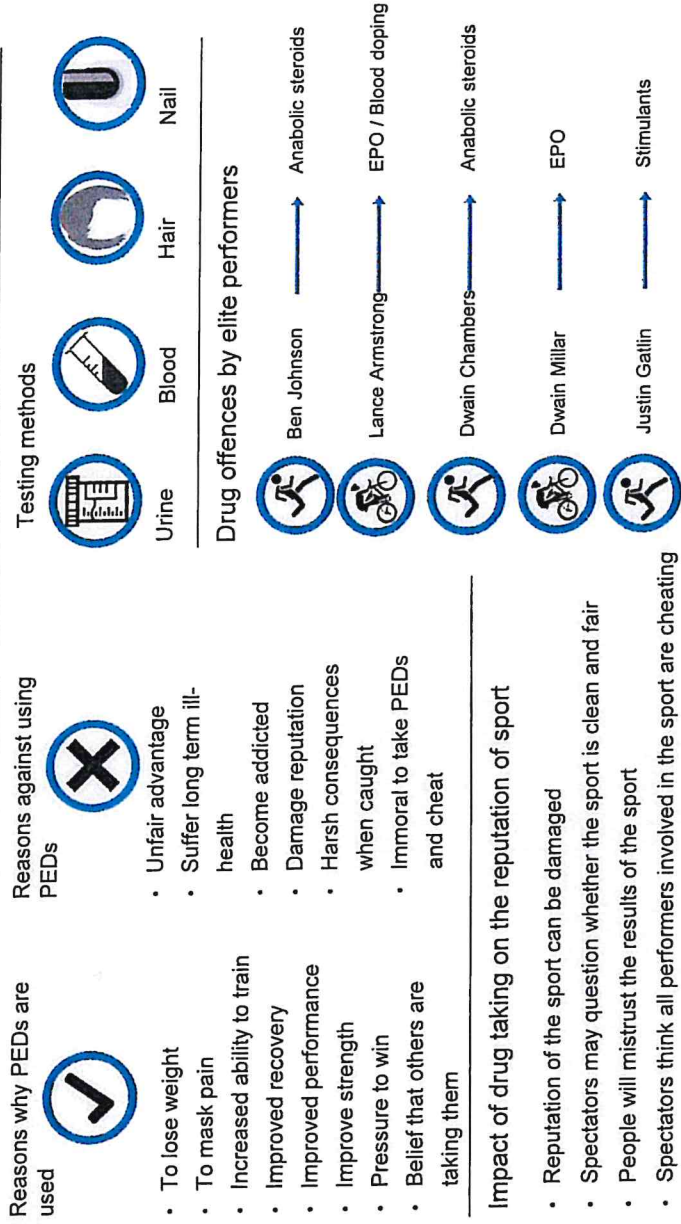 Reasons why PEDs are
used
• To lose weight
• To mask pain
• Increased ability to train
• Improved recovery
• Improved performance
• Improve strength
• Pressure to win
• Belief that others are
taking them
Reasons against using
PEDs
• Unfair advantage
• Suffer long term ill-
health
• Become addicted
• Damage reputation
• Harsh consequences
when caught
• Immoral to take PEDs
and cheat
Impact of drug taking on the reputation of sport
• Reputation of the sport can be damaged
• Spectators may question whether the sport is clean and fair
• People will mistrust the results of the sport
• Spectators think all performers involved in the sport are cheating
Testing methods
Urine
Blood
Hair
Nail
Drug offences by elite performers
Ben Johnson
Anabolic steroids
Lance Armstrong
EPO / Blood doping
Dwain Chambers
Anabolic steroids
Dwain Millar
EPO
Justin Gatlin
Stimulants